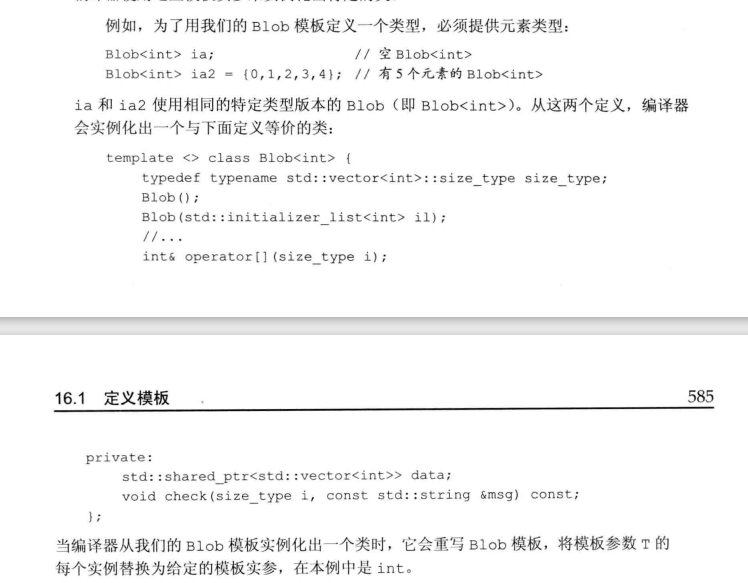 例如，为了用我们的 Blob 模板定义一个类型，必须提供元素类型：
Blob<int> ia;                // 空 Blob<int>
Blob<int> ia2 = {0,1,2,3,4}; // 有 5 个元素的 Blob<int>
ia 和 ia2 使用相同的特定类型版本的 Blob（即 Blob<int>）。从这两个定义，编译器
会实例化出一个与下面定义等价的类：
template <> class Blob<int> {
    typedef typename std::vector<int>::size_type size_type;
    Blob();
    Blob(std::initializer_list<int> il);
    //...
    int& operator[](size_type i);
16.1 定义模板 585
private:
    std::shared_ptr<std::vector<int>> data;
    void check(size_type i, const std::string &msg) const;
};
当编译器从我们的 Blob 模板实例化出一个类时，它会重写 Blob 模板，将模板参数 T 的
每个实例替换为给定的模板实参，在本例中是 int。